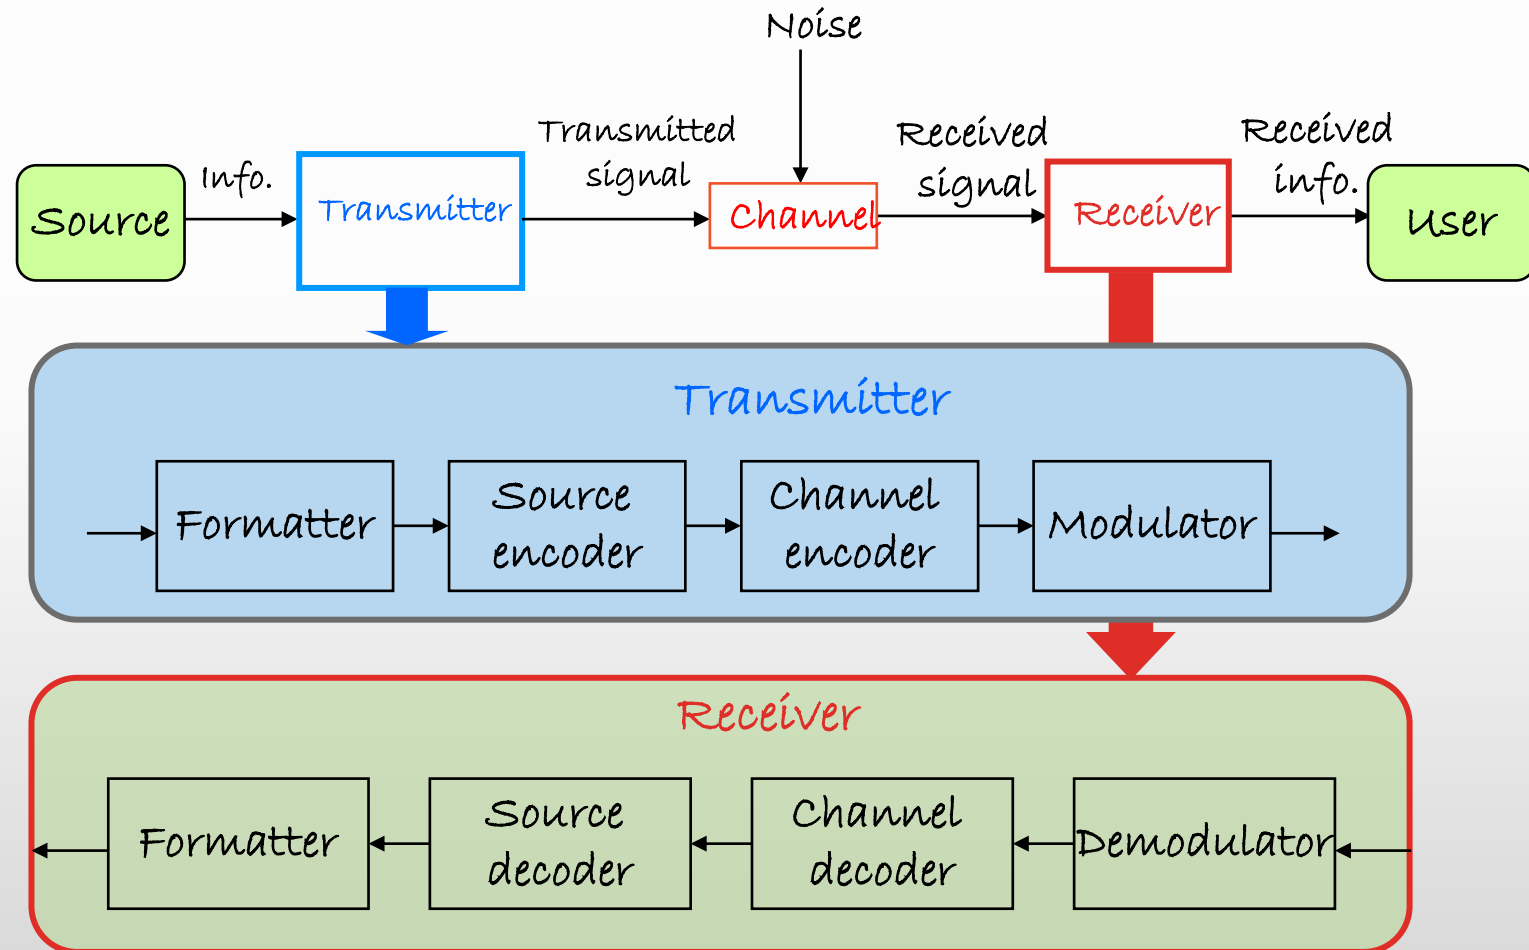 Noise
Transmitted
signal
Received
signal
Received
info.
Info.
Source
Transmitter
Channel
Receiver
User
Transmitter
Formatter
Source
encoder
Channel
encoder
Modulator
Receiver
Formatter
Source
decoder
Channel
decoder
Demodulator